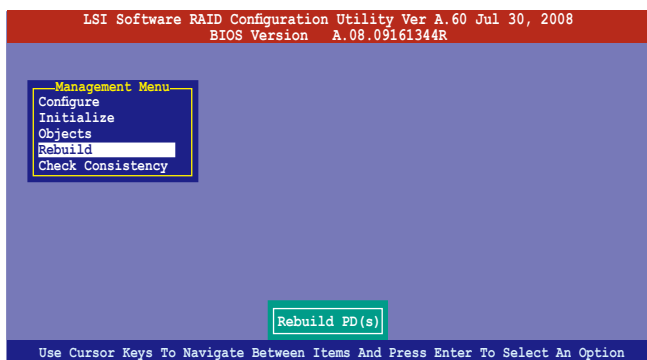 LSI Software RAID Configuration Utility Ver A.60 Jul 30, 2008
BIOS Version A.08.09161344R
Management Menu
Configure
Initialize
Objects
Rebuild
Check Consistency
Rebuild PD(s)
Use Cursor Keys To Navigate Between Items And Press Enter To Select An Option